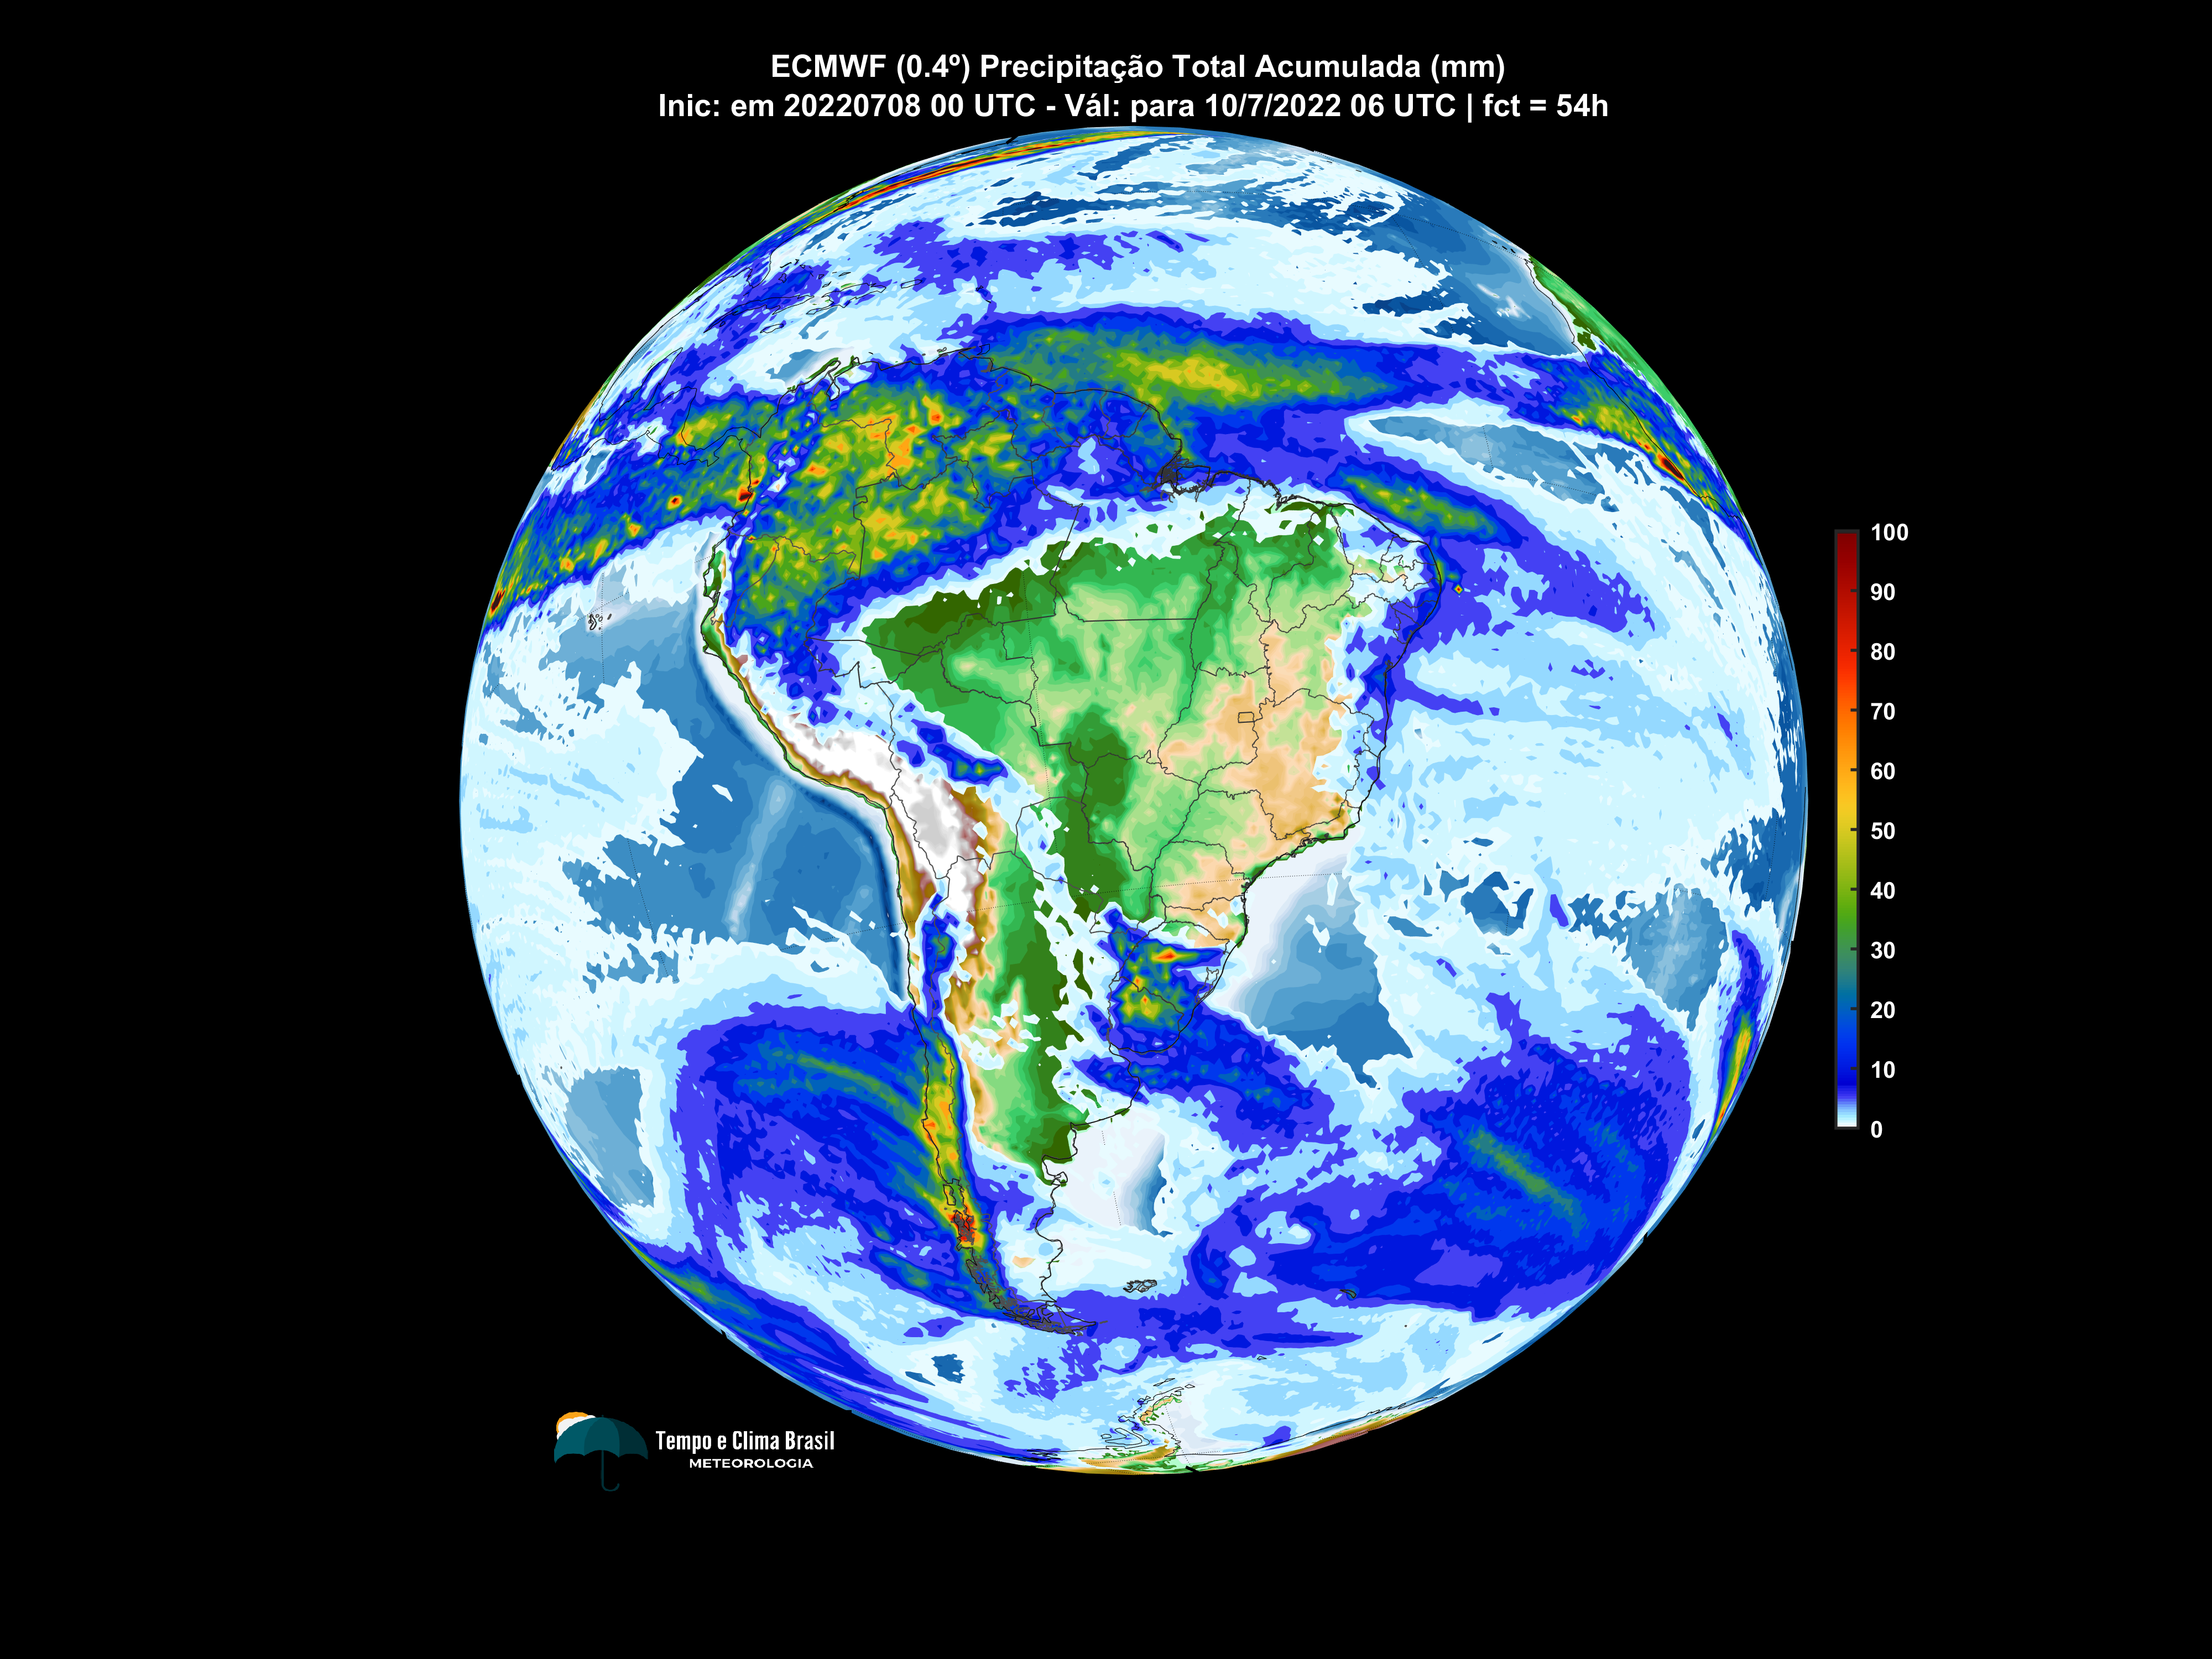 ECMWF (0.4º) Precipitação Total Acumulada (mm)
Inic: em 20220708 00 UTC - Vál: para 10/7/2022 06 UTC | fct = 54h
100
90
80
70
60
50
40
30
20
10
0
Tempo e Clima Brasil
METEOROLOGIA